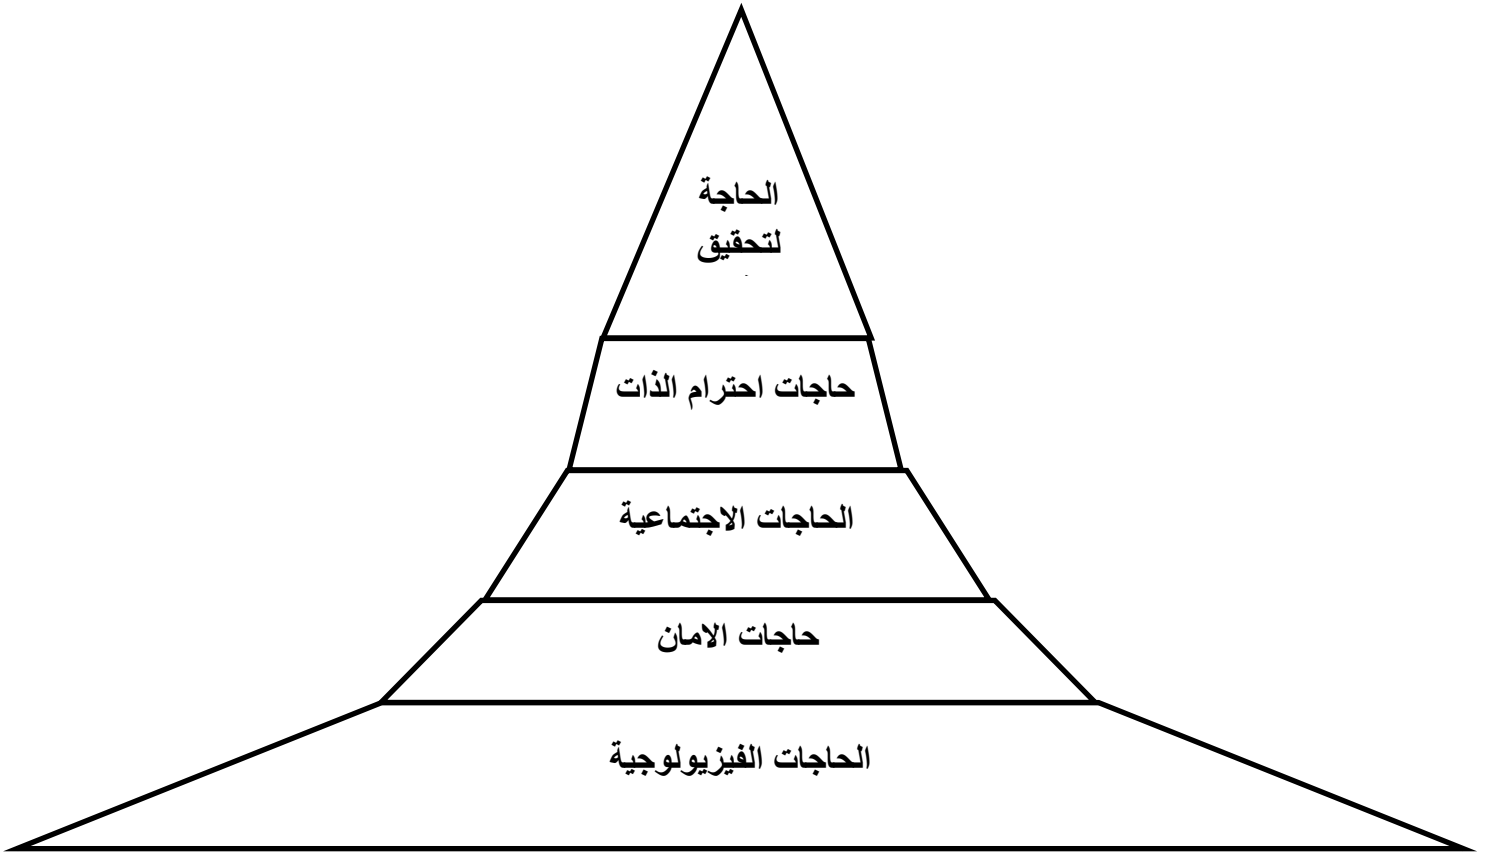 الحاجة
لتحقيق
حاجات احترام الذات
الحاجات الاجتماعية
حاجات الامان
الحاجات الفيزيولوجية